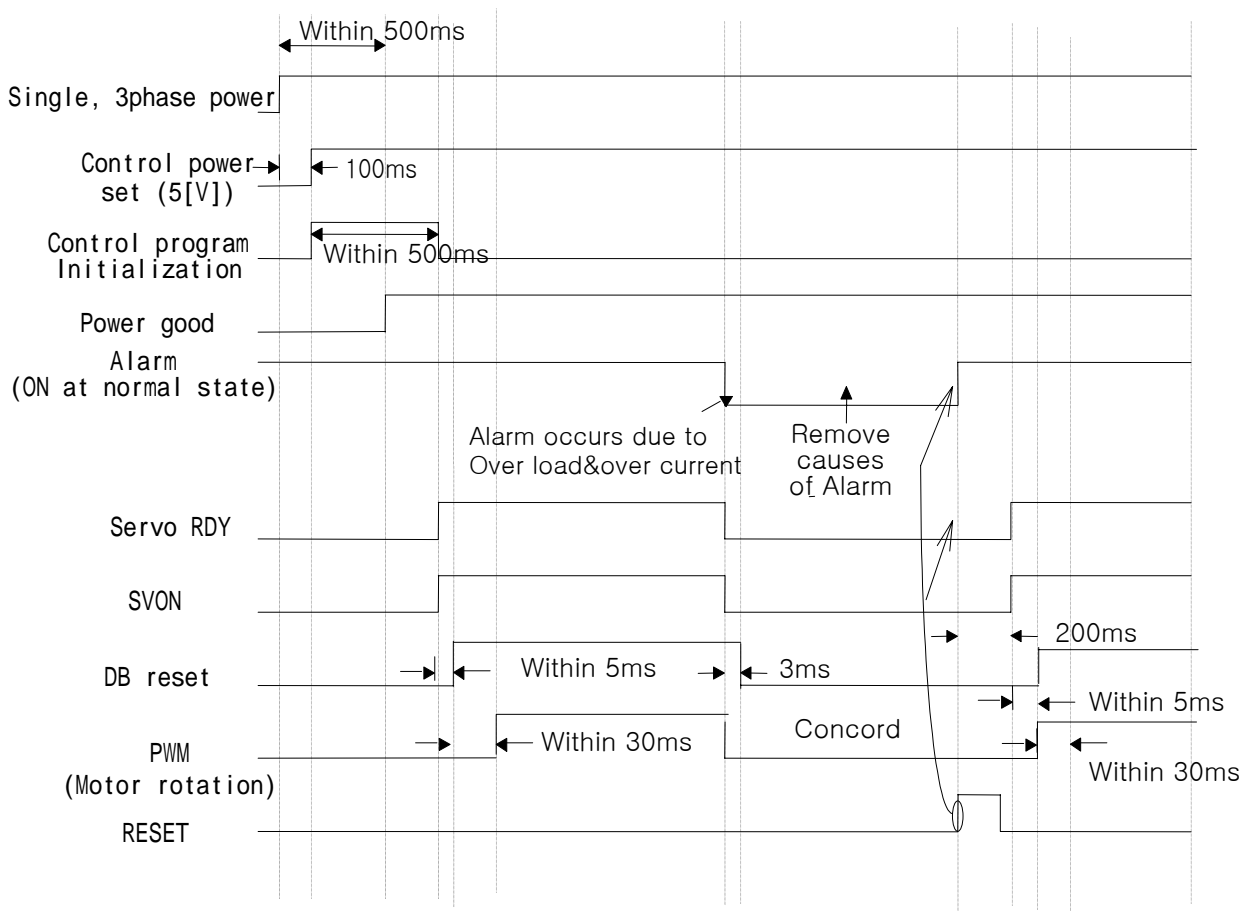 Within 500ms
Single, 3phase power
Control power
set (5[V])
100ms
Control program
Initialization
Within 500ms
Power good
Alarm
(ON at normal state)
Alarm occurs due to
Over load&over current
Remove
causes
of Alarm
Servo RDY
SVON
200ms
DB reset
Within 5ms
3ms
Within 5ms
PWM
(Motor rotation)
Within 30ms
Concord
Within 30ms
RESET